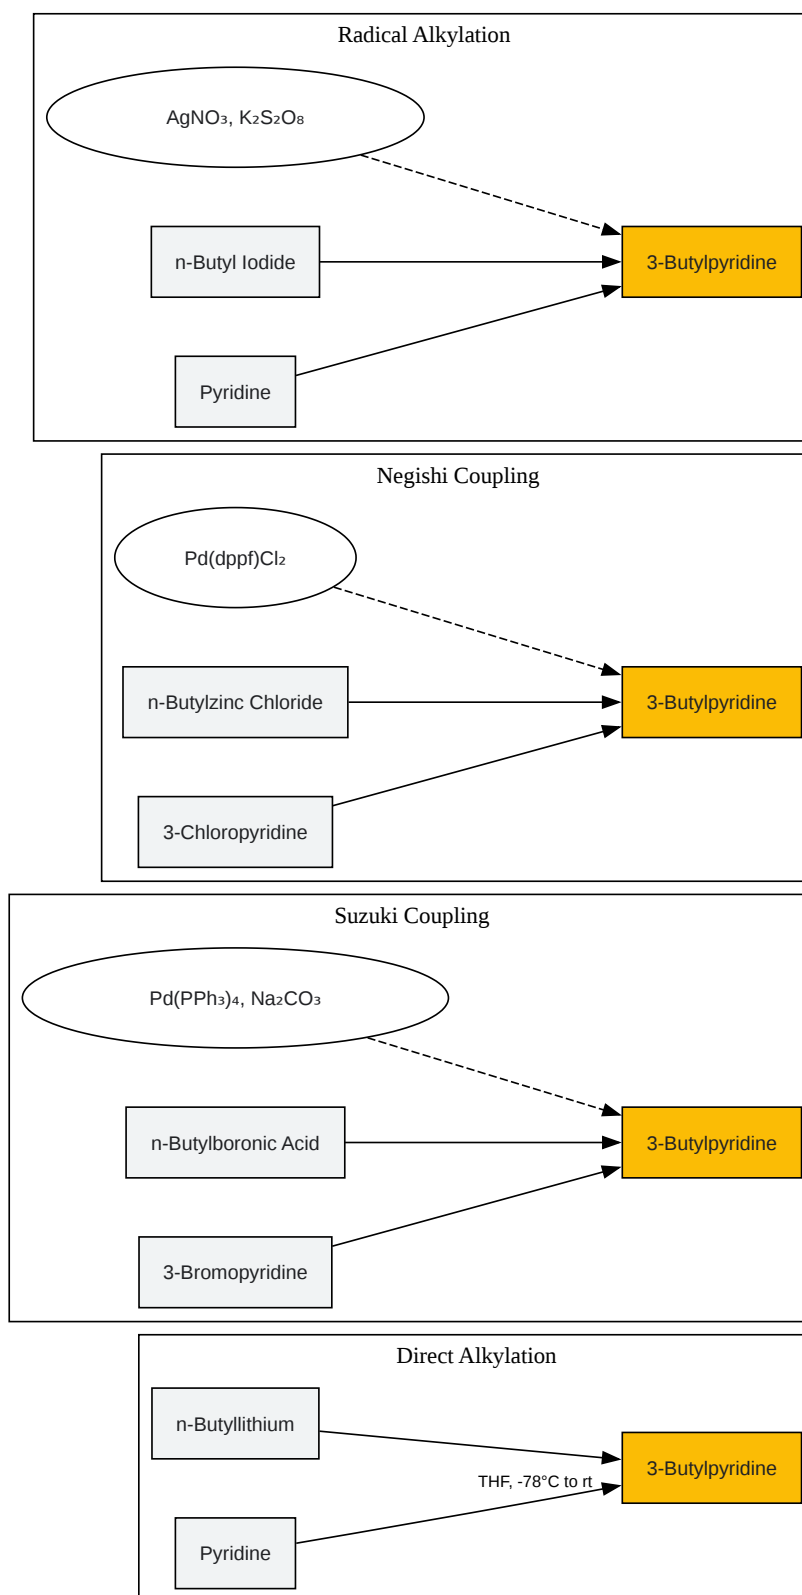 Radical Alkylation
AgNO₃, K₂S₂O₈
n-Butyl Iodide
3-Butylpyridine
Pyridine
Negishi Coupling
Pd(dppf)Cl₂
n-Butylzinc Chloride
3-Butylpyridine
3-Chloropyridine
Suzuki Coupling
Pd(PPh₃)₄, Na₂CO₃
n-Butylboronic Acid
3-Butylpyridine
3-Bromopyridine
Direct Alkylation
n-Butyllithium
3-Butylpyridine
THF, -78°C to rt
Pyridine